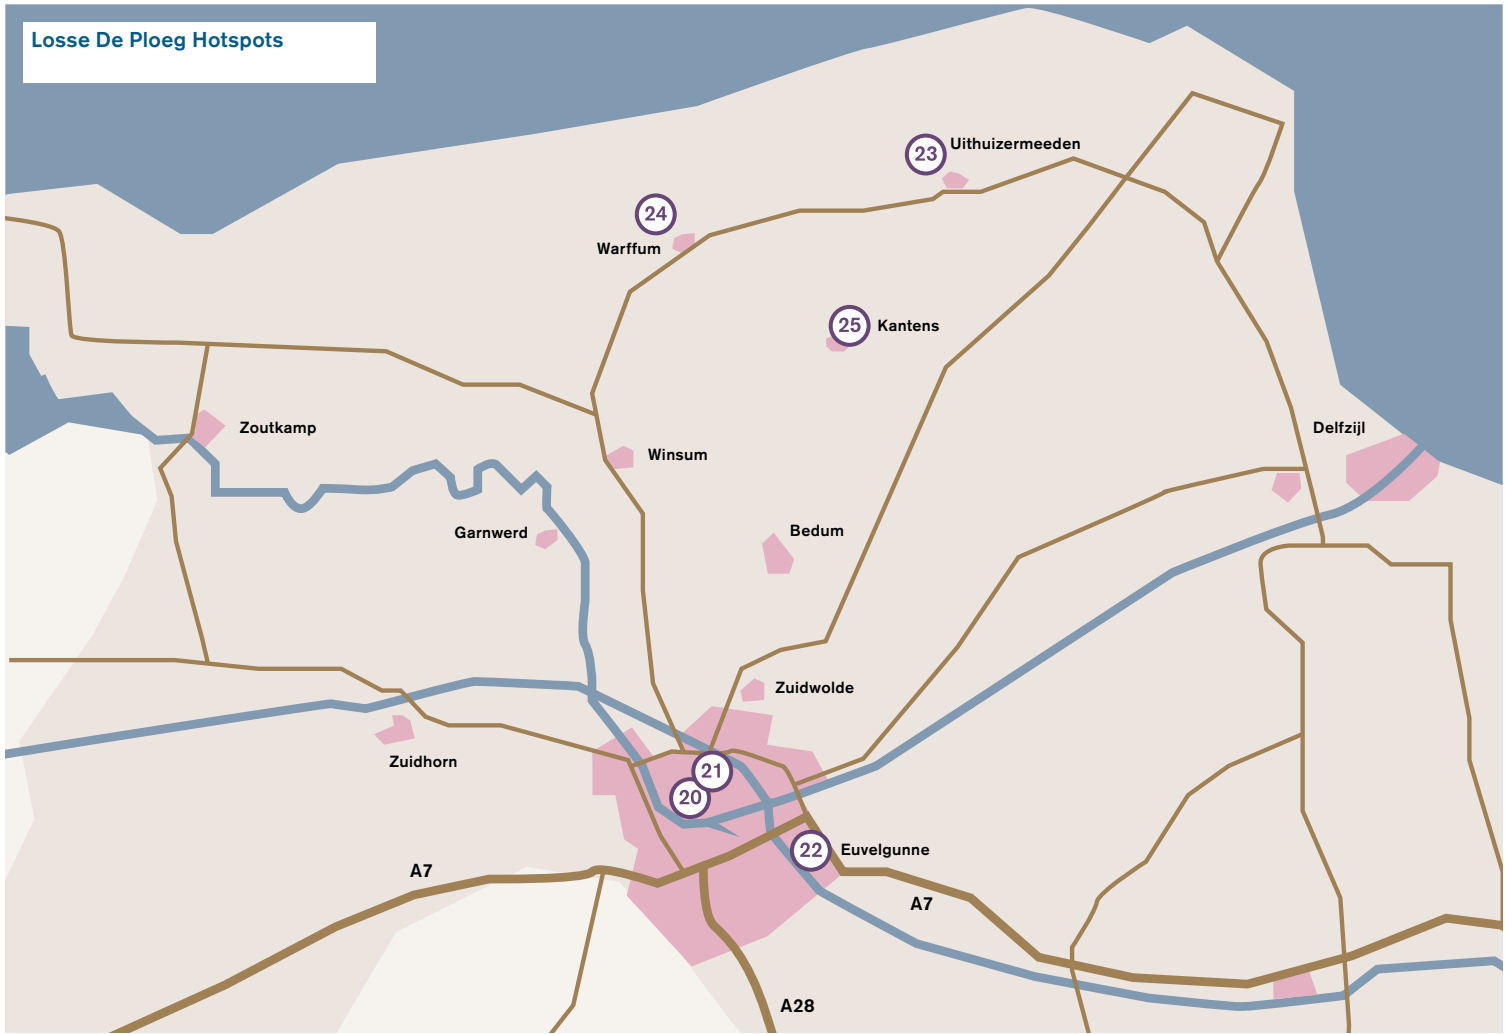 Losse De Ploeg Hotspots
23
Uithuizermeeden
24
Warffum
25
Kantens
Zoutkamp
Delfzijl
Winsum
Garnwerd
Bedum
Zuidwolde
Zuidhorn
21
20
22
Euvelgunne
A7
A7
A28